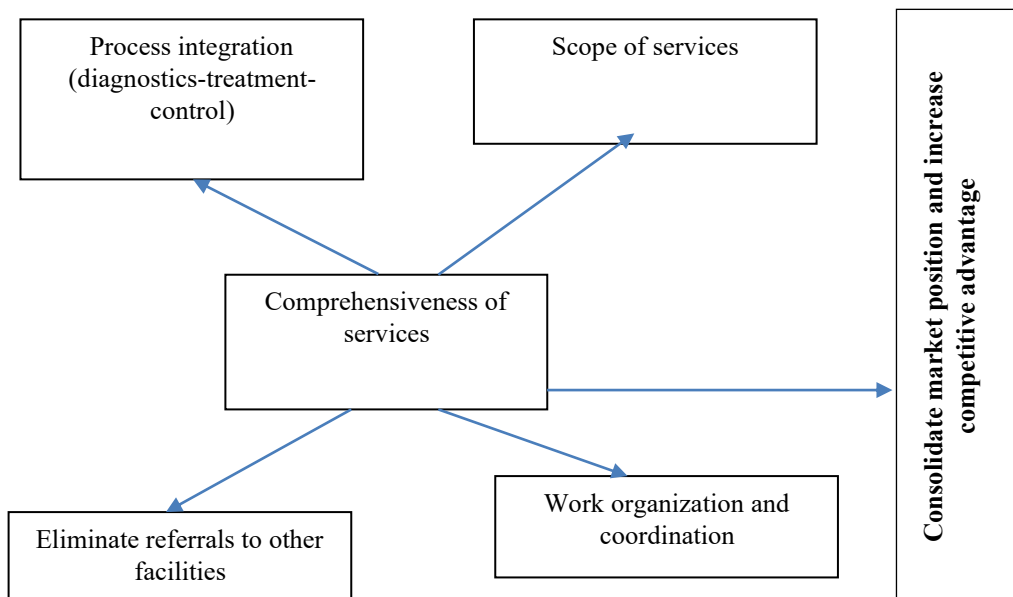 Process integration
(diagnostics-treatment-
control)
Scope of services
Comprehensiveness of
services
Eliminate referrals to other
facilities
Work organization and
coordination
Consolidate market position and increase
competitive advantage